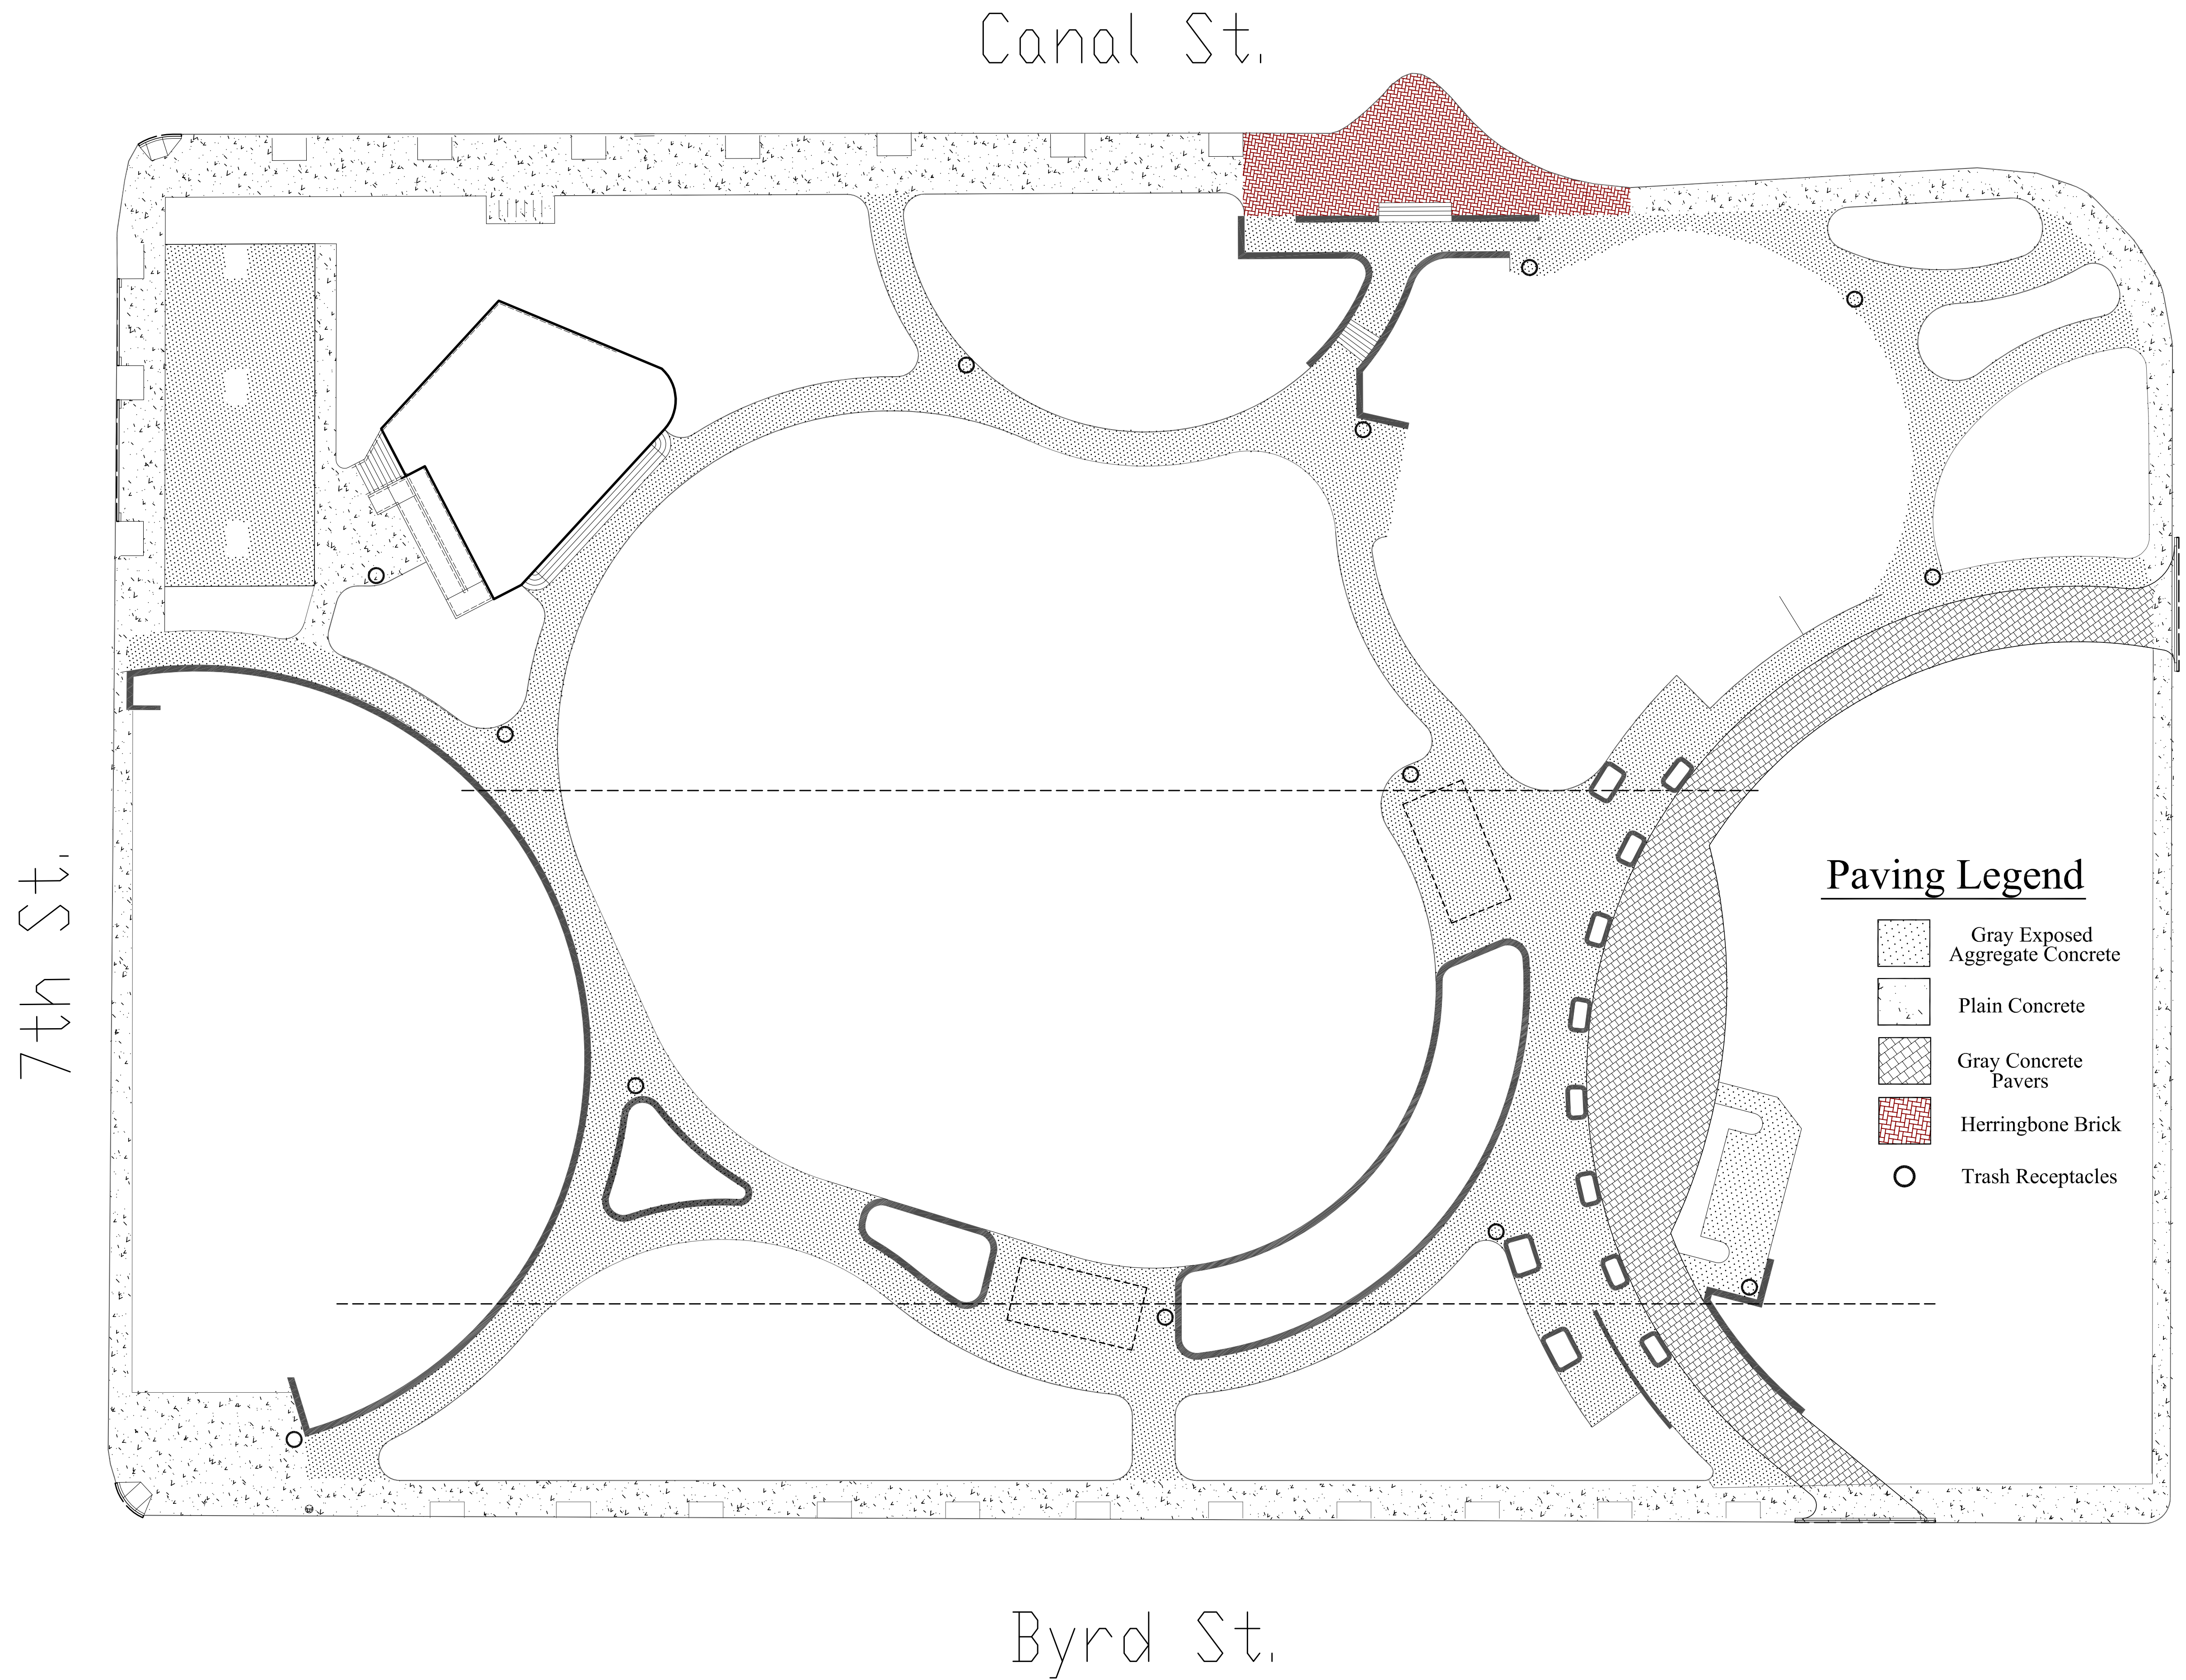 Canal St.
7th St.
Paving Legend
Gray Exposed
Aggregate Concrete
Plain Concrete
Gray Concrete
Pavers
Herringbone Brick
Trash Receptacles
Byrd St.